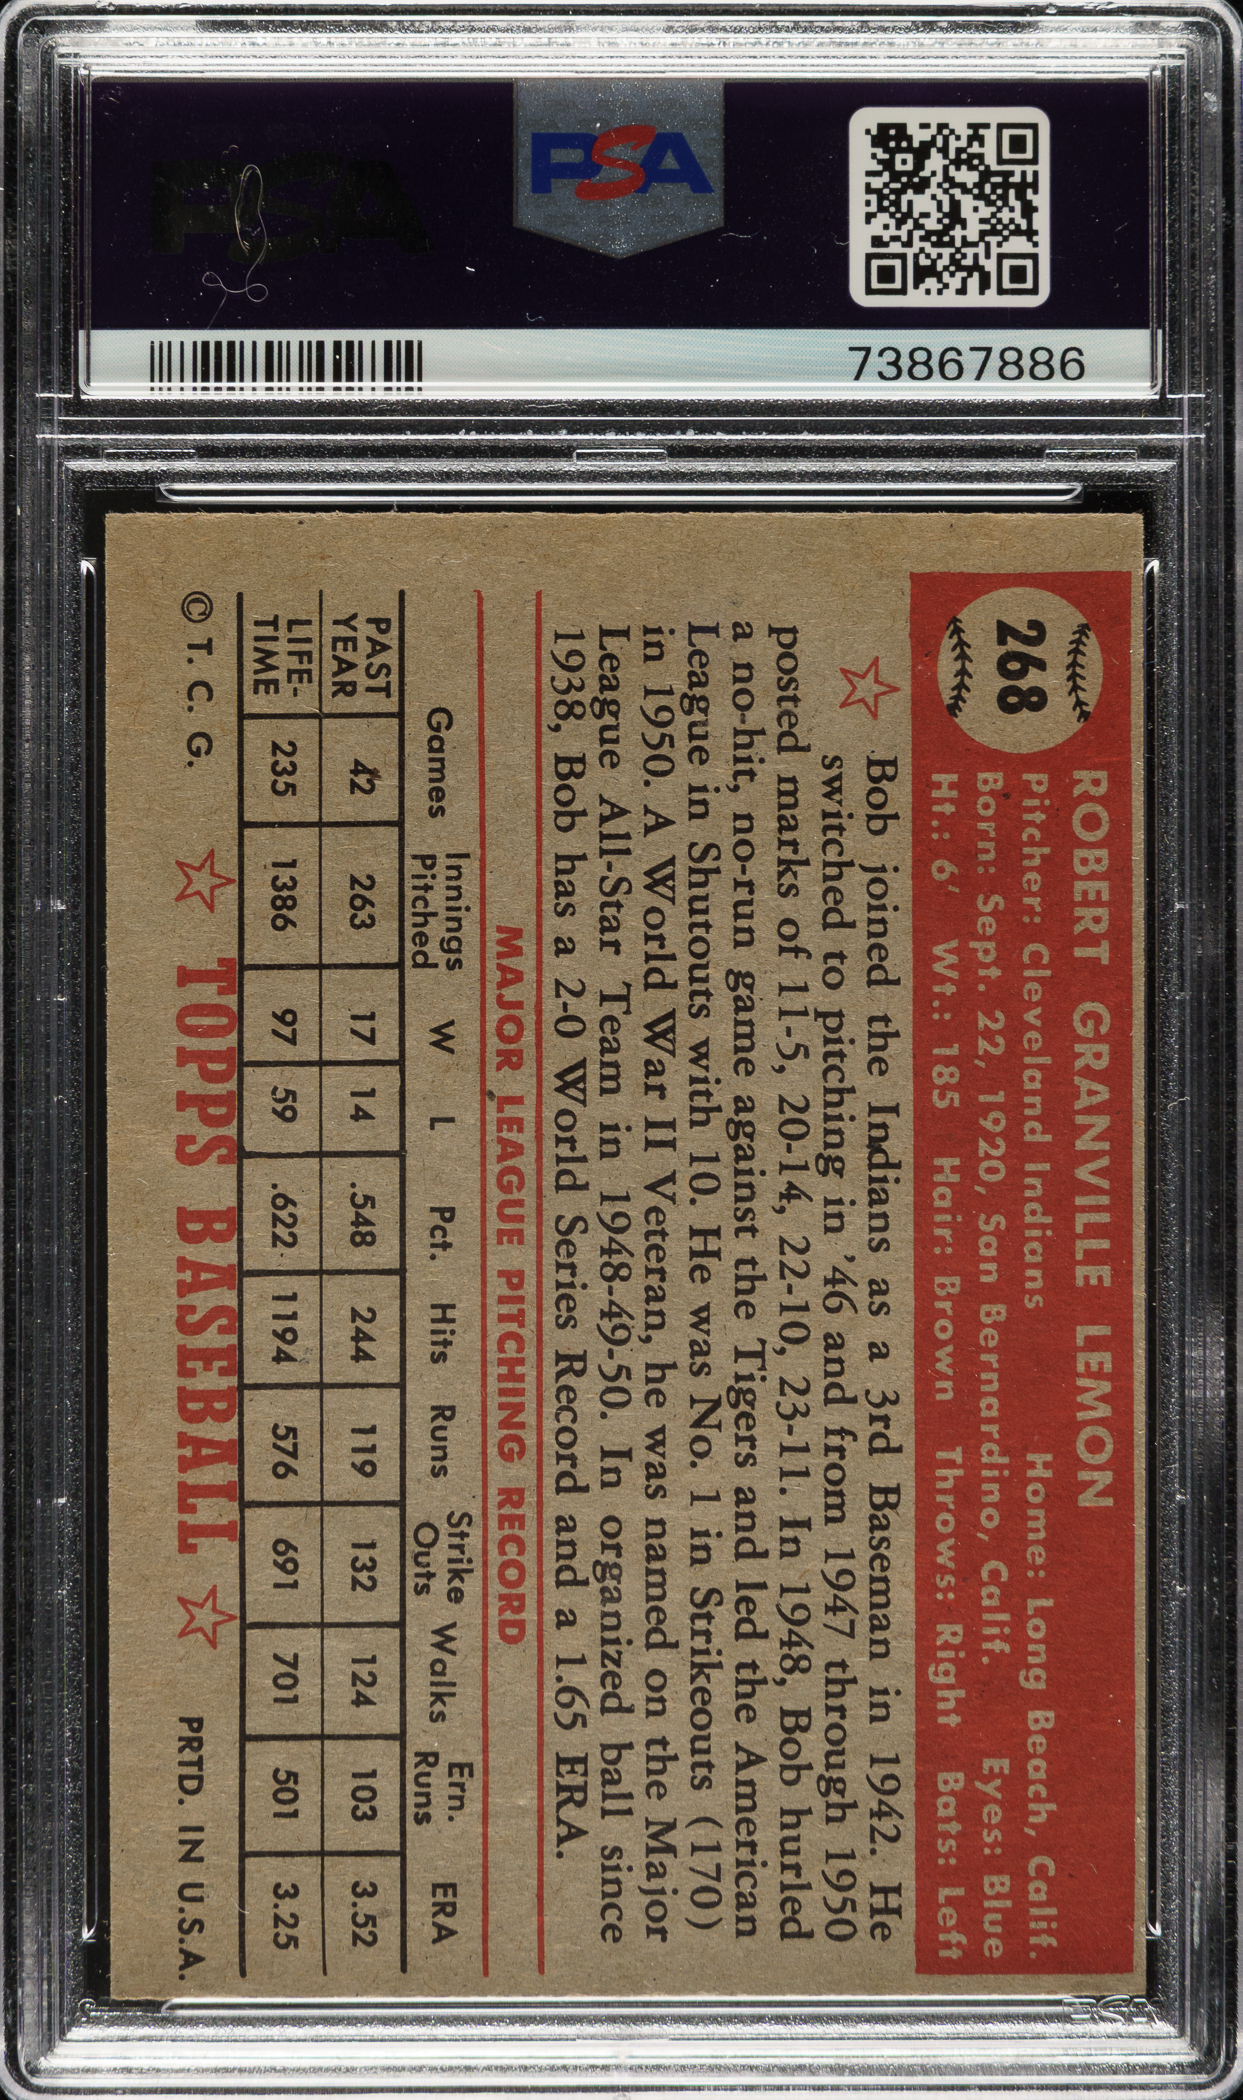 PSA
PSA
73867886
268
ROBERT GRANVILLE LEMON
Pitcher: Cleveland Indians Home: Long Beach, Calif.
Born: Sept. 22, 1920, San Bernardino, Calif. Eyes: Blue
Ht.: 6′ Wt.: 185 Hair: Brown Throws: Right Bats: Left
Bob joined the Indians as a 3rd Baseman in 1942. He
switched to pitching in '46 and from 1947 through 1950
posted marks of 11-5, 20-14, 22-10, 23-11. In 1948, Bob hurled
a no-hit, no-run game against the Tigers and led the American
League in Shutouts with 10. He was No. 1 in Strikeouts (170)
in 1950. A World War II Veteran, he was named on the Major
League All-Star Team in 1948-49-50. In organized ball since
1938, Bob has a 2-0 World Series Record and a 1.65 ERA.
MAJOR LEAGUE PITCHING RECORD
Games Innings Pitched W L Pct. Hits Runs Strike Outs Walks Ern. Runs ERA
PAST YEAR 42 263 17 14 .548 244 119 132 124 103 3.52
LIFE-TIME 235 1386 97 59 .622 1194 576 691 701 501 3.25
© T. C. G. TOPPS BASEBALL PRTD. IN U.S.A.
PSA